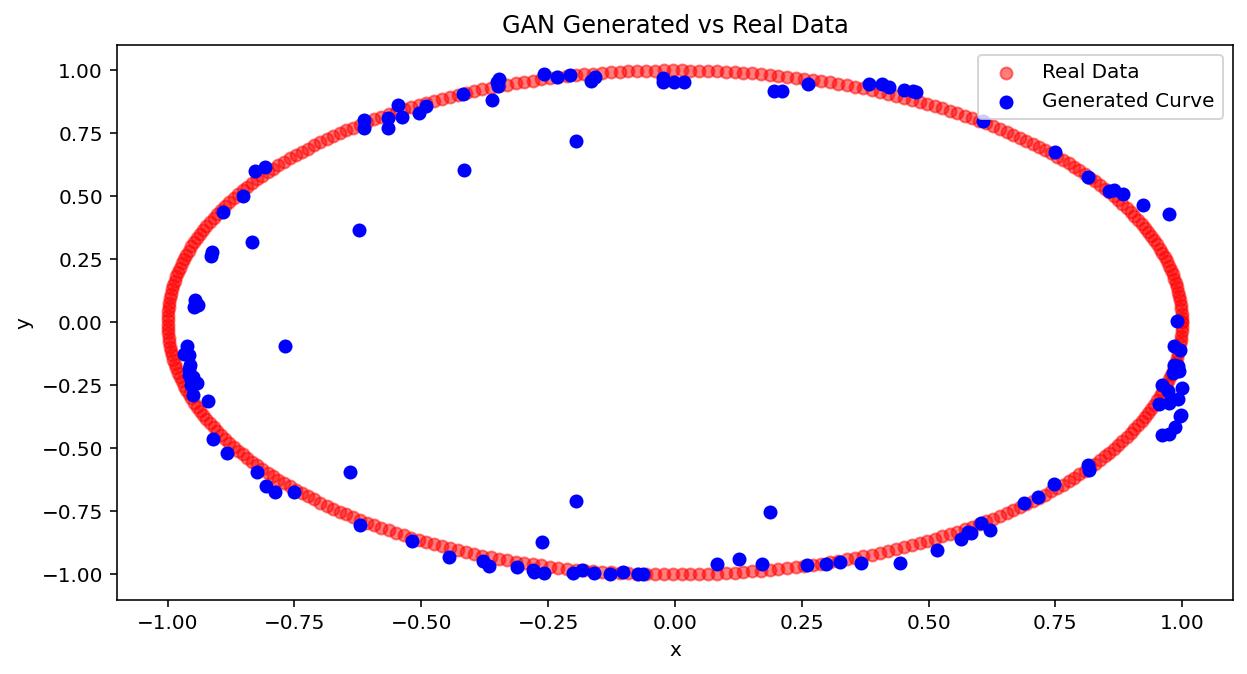 GAN Generated vs Real Data
Real Data
Generated Curve
y
1.00
0.75
0.50
0.25
0.00
−0.25
−0.50
−0.75
−1.00
−1.00 −0.75 −0.50 −0.25 0.00 0.25 0.50 0.75 1.00
x